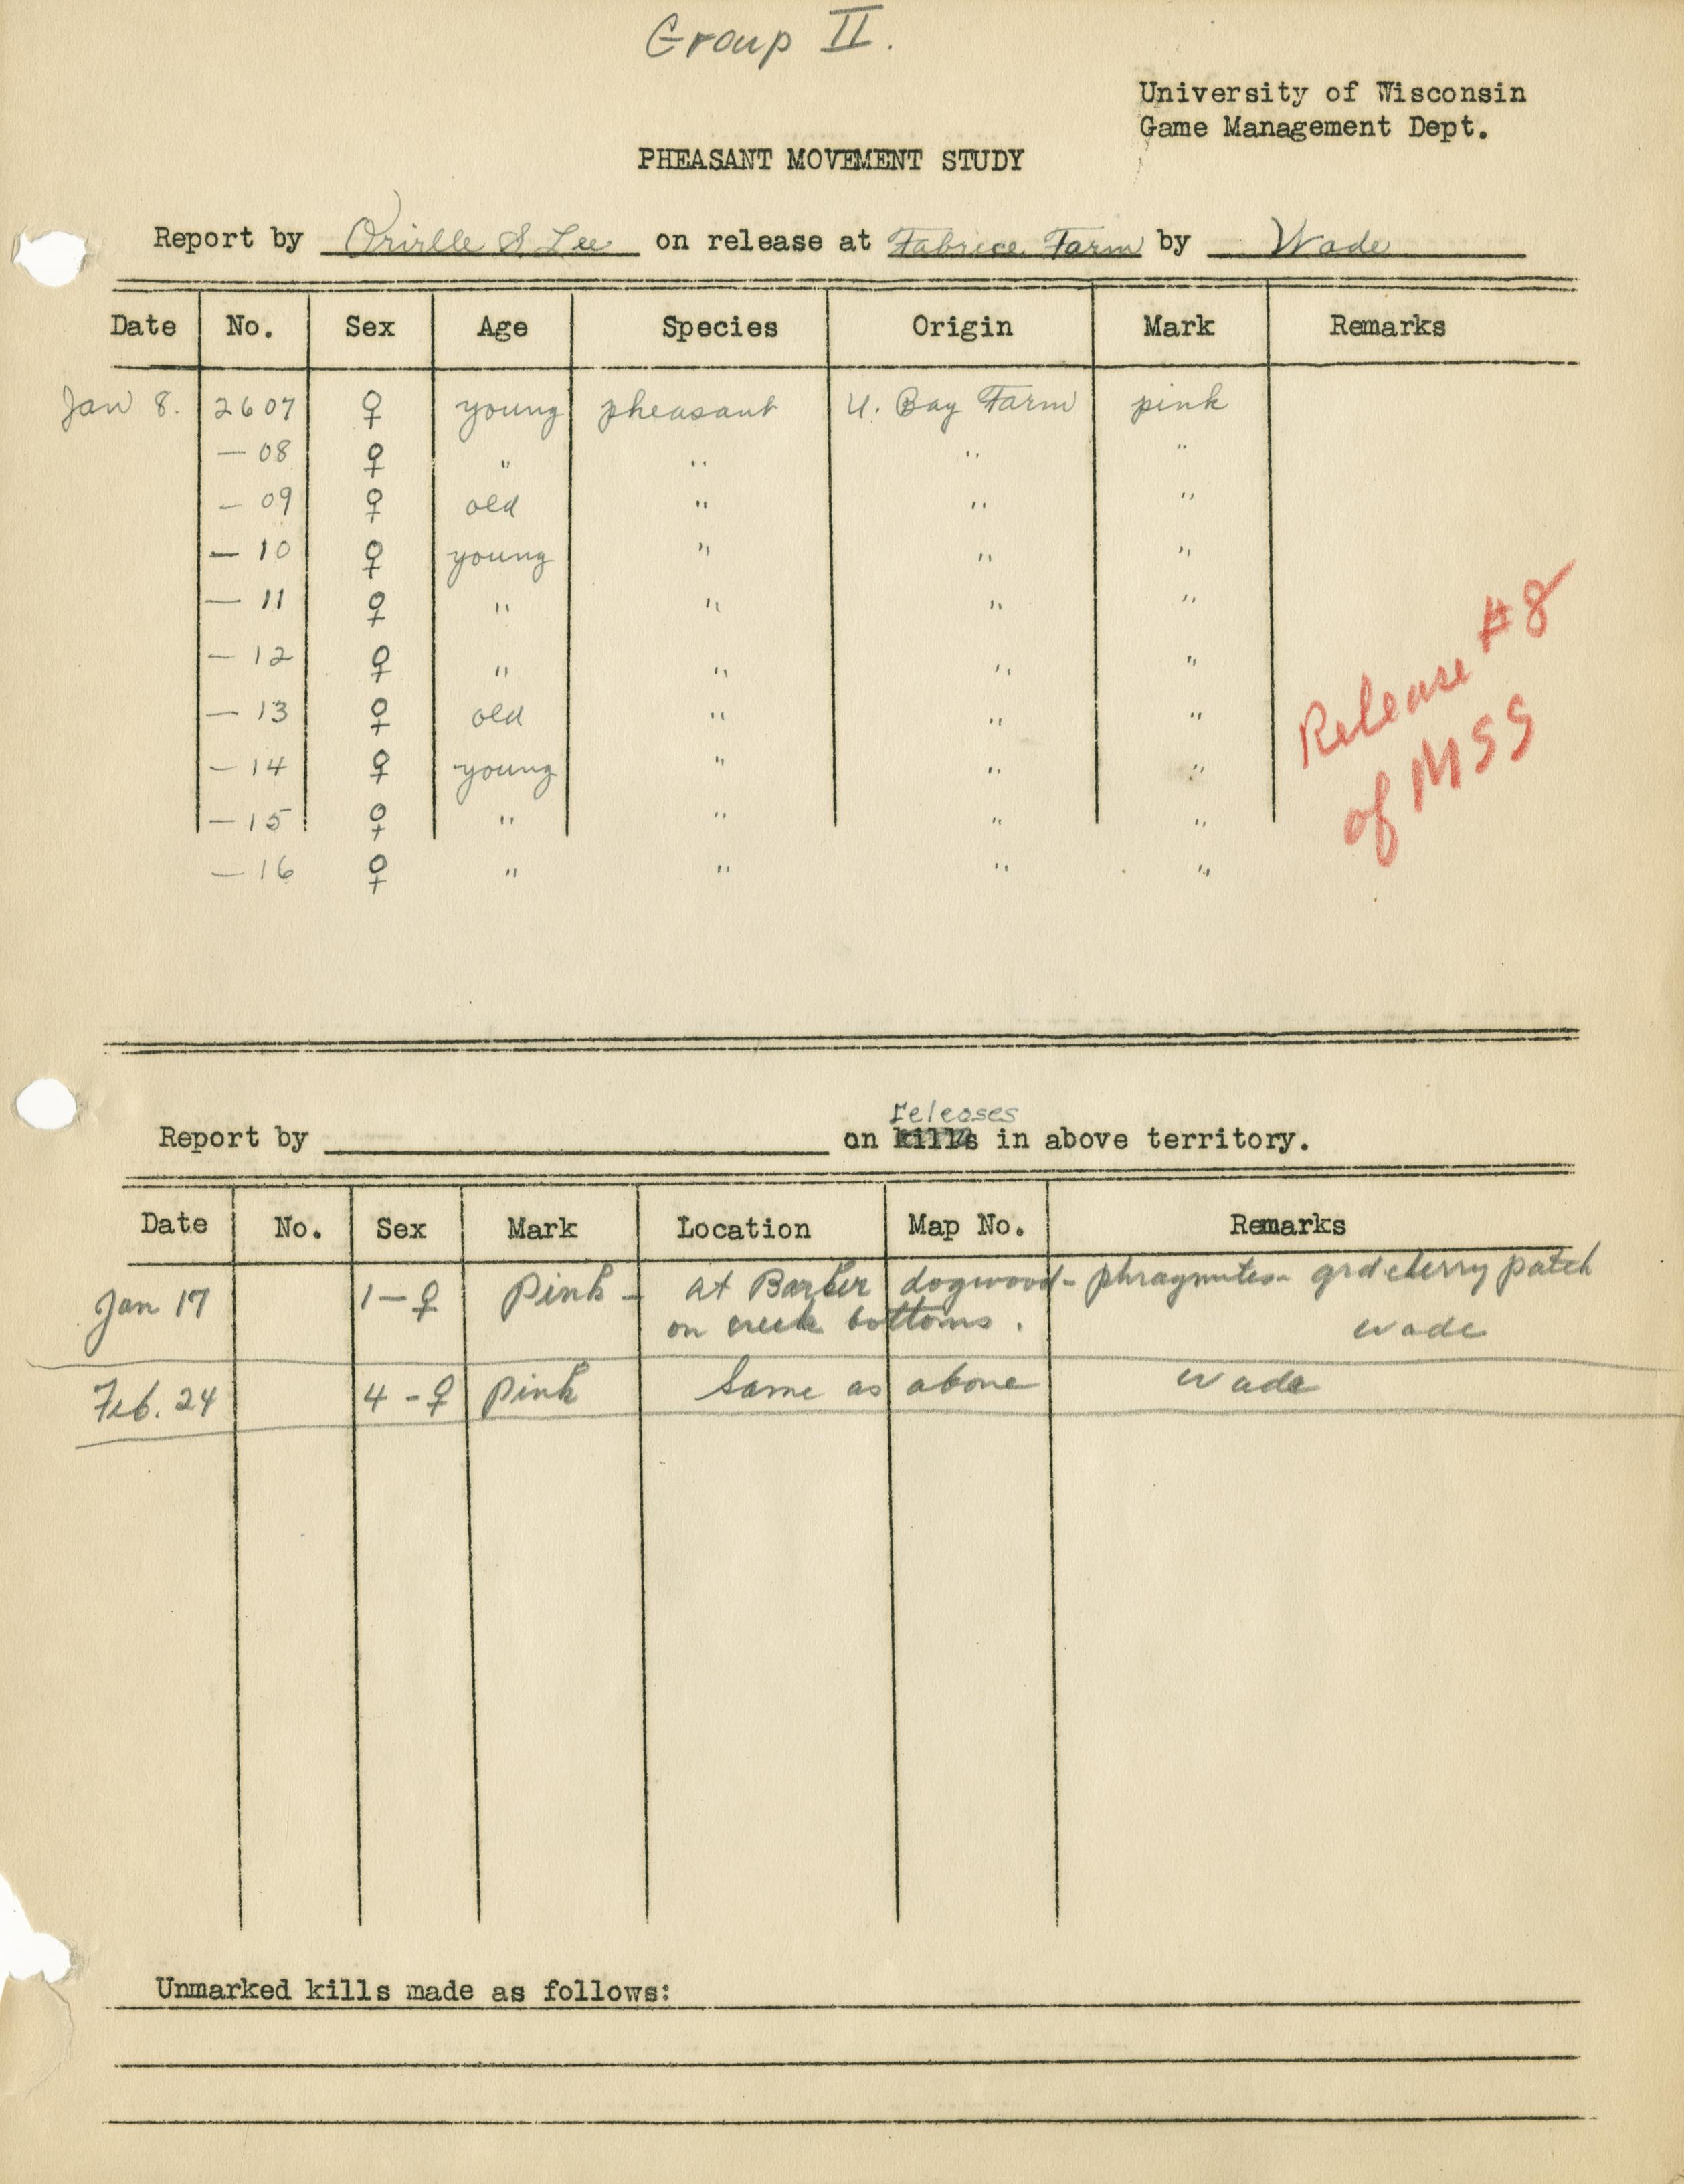 Group II.
University of Wisconsin
Game Management Dept.
PHEASANT MOVEMENT STUDY
Report by Orirlle S. Lee on release at Fabrice Farm by Wade
Date No. Sex Age Species Origin Mark Remarks
Jan 8. 2607 ♀ young pheasant U. Bay Farm pink
— 08 ♀ " " " "
— 09 ♀ old " " "
— 10 ♀ young " " "
— 11 ♀ " " " "
— 12 ♀ " " " "
— 13 ♀ old " " "
— 14 ♀ young " " "
— 15 ♀ " " " "
— 16 ♀ " " " "
Release #8
of MSS
releases
Report by on kills in above territory.
Date No. Sex Mark Location Map No. Remarks
Jan 17 1-♀ Pink - at Barber dogwood - phragmites - grd cherry patch
on creek bottoms. Wade
Feb. 24 4-♀ Pink Same as above Wade
Unmarked kills made as follows: